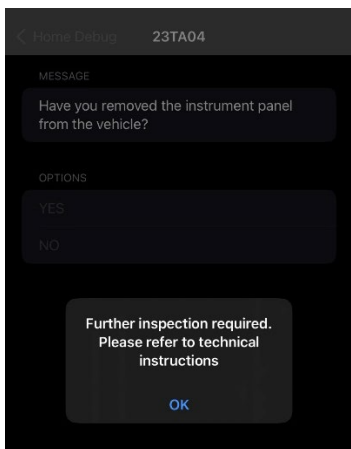 Home Debug 23TA04
MESSAGE
Have you removed the instrument panel
from the vehicle?
OPTIONS
YES
NO
Further inspection required.
Please refer to technical
instructions
OK